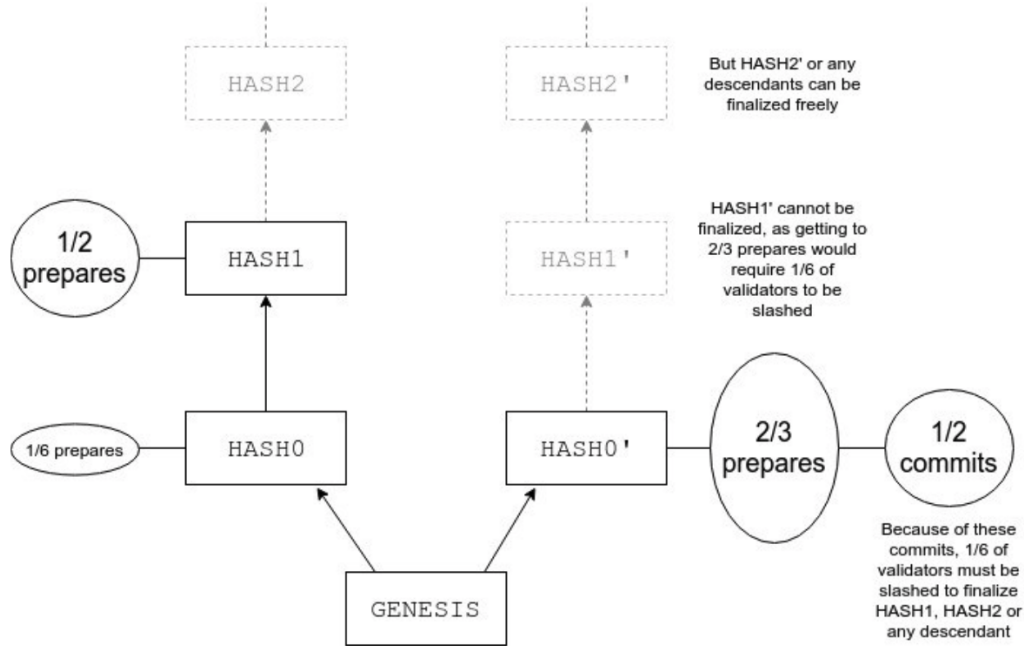 HASH2
HASH2'
But HASH2' or any
descendants can be
finalized freely
1/2
prepares
HASH1
HASH1'
HASH1' cannot be
finalized, as getting to
2/3 prepares would
require 1/6 of
validators to be
slashed
1/6 prepares
HASH0
HASH0'
2/3
prepares
1/2
commits
Because of these
commits, 1/6 of
validators must be
slashed to finalize
HASH1, HASH2 or
any descendant
GENESIS